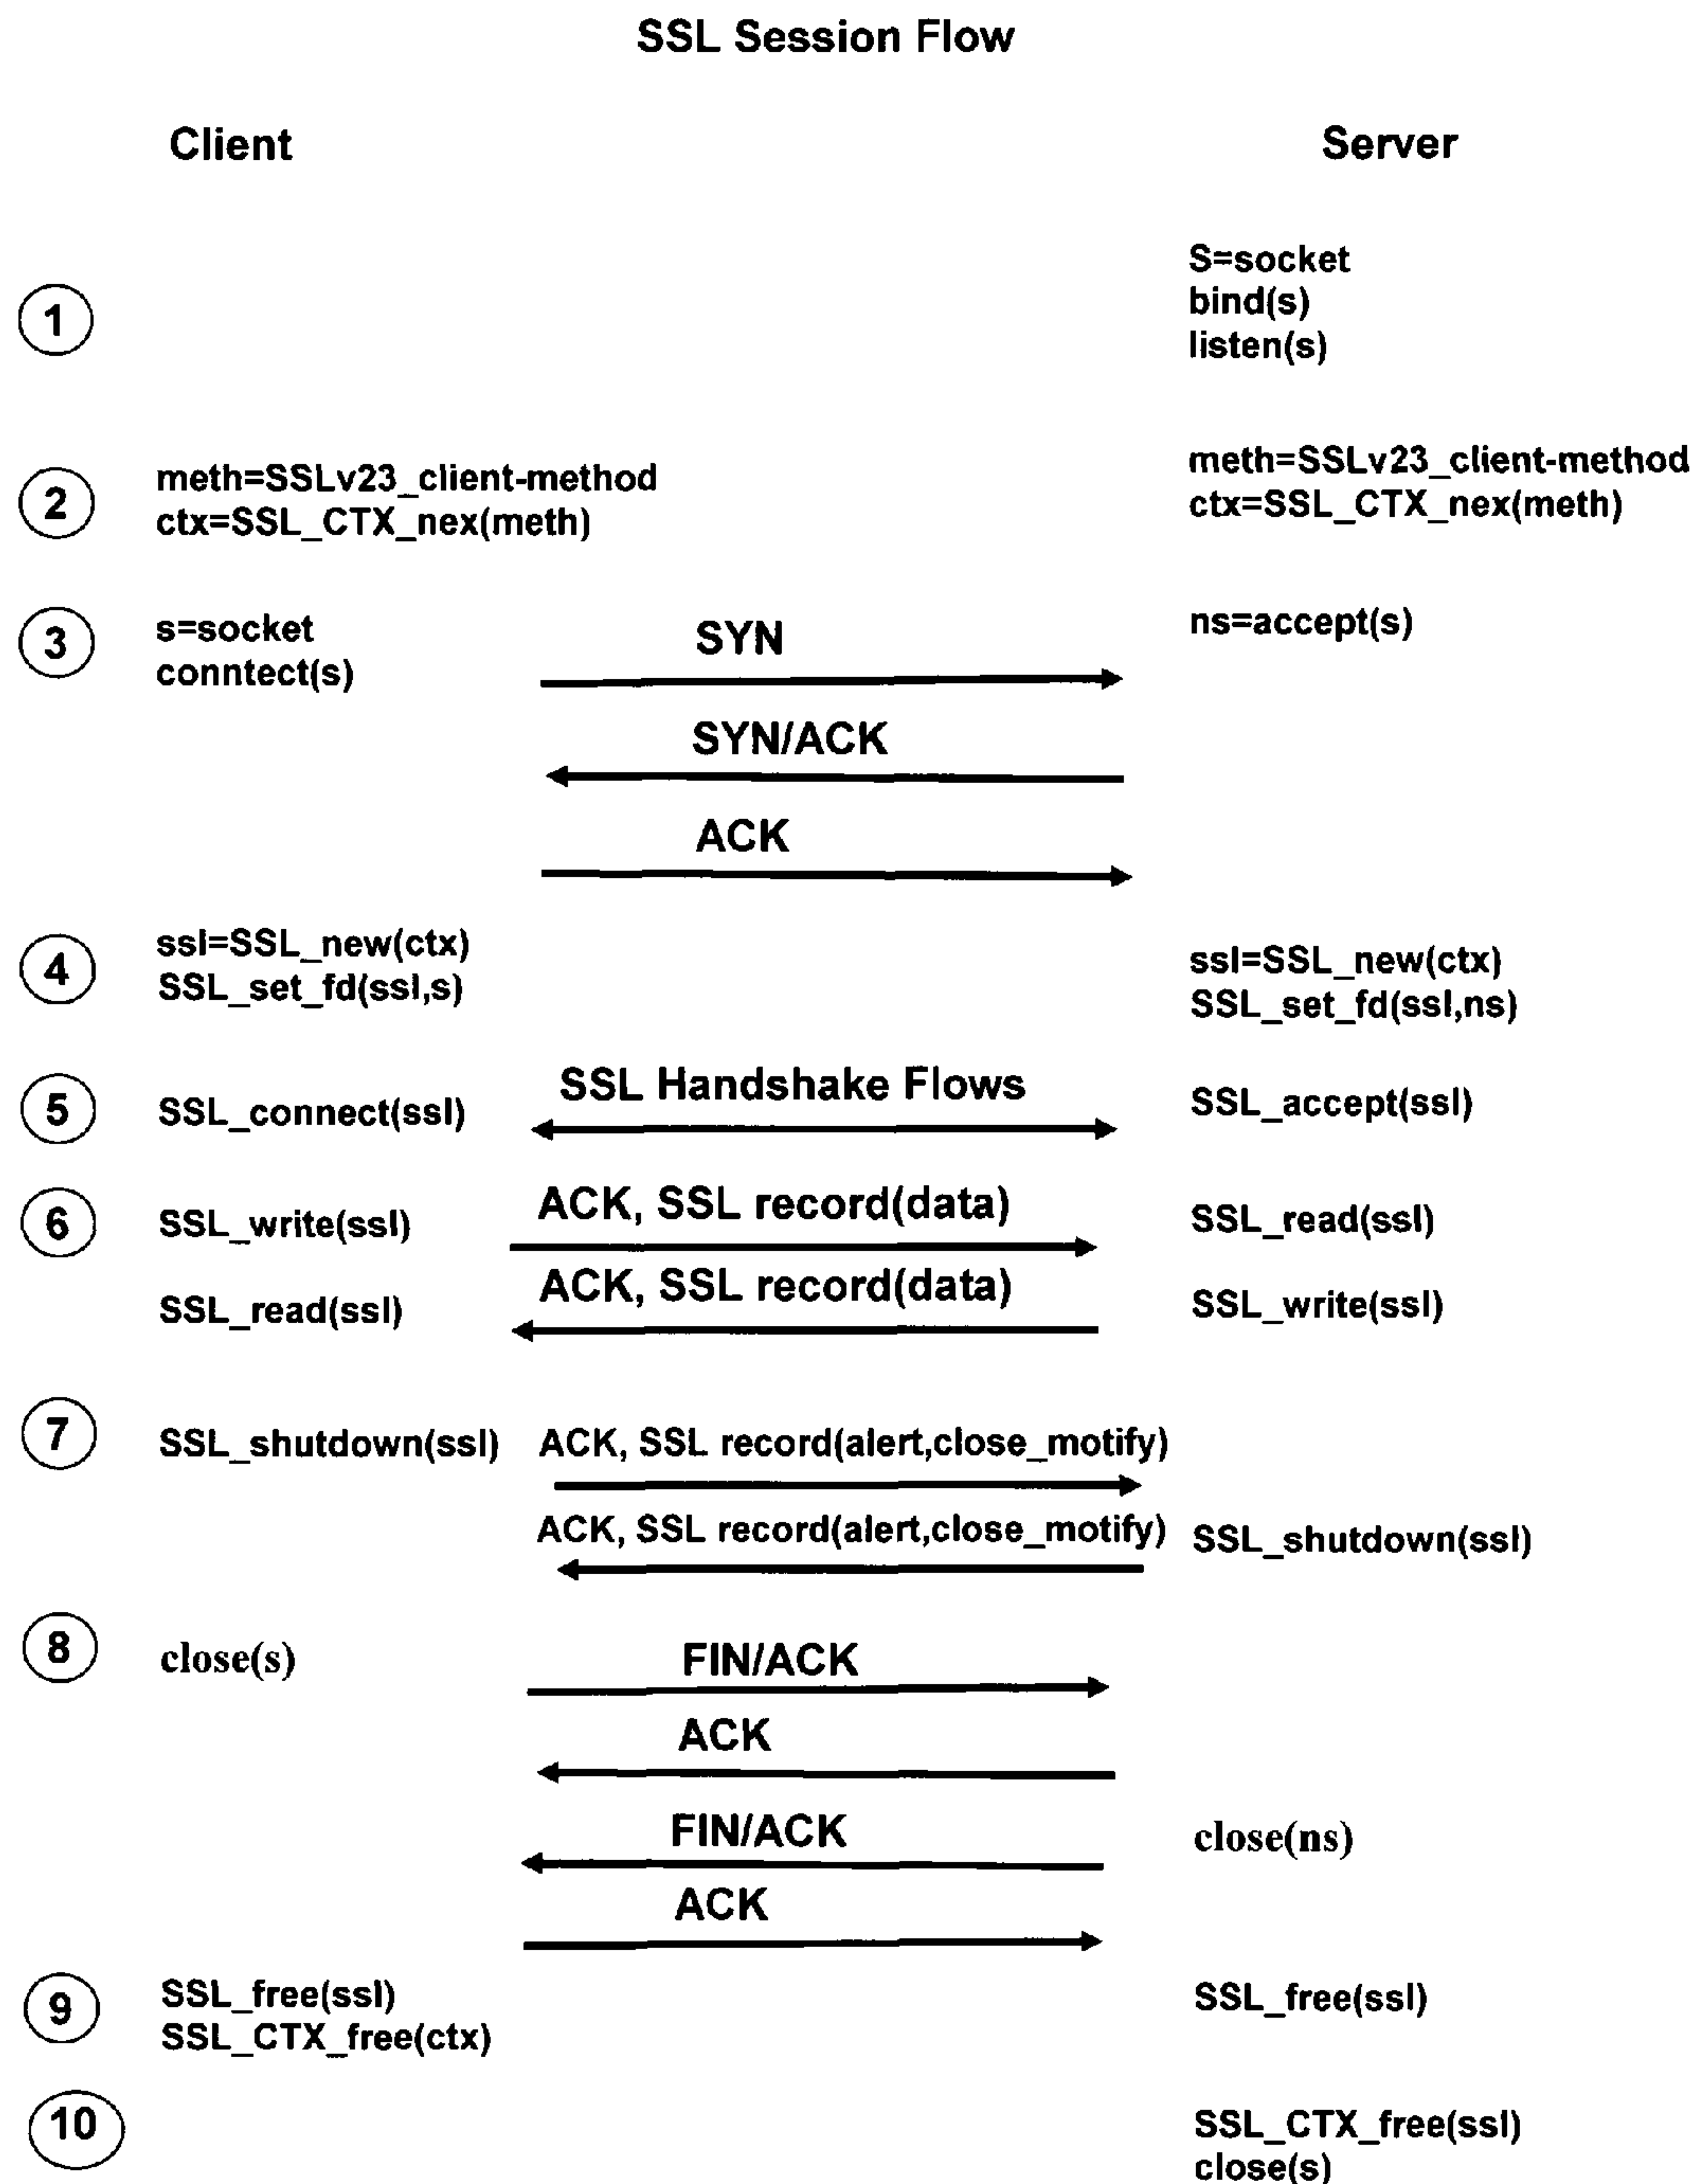 SSL Session Flow
Client
Server
1
S=socket
bind(s)
listen(s)
2
meth=SSLv23_client-method
ctx=SSL_CTX_nex(meth)
meth=SSLv23_client-method
ctx=SSL_CTX_nex(meth)
3
s=socket
conntect(s)
SYN
ns=accept(s)
SYN/ACK
ACK
4
ssl=SSL_new(ctx)
SSL_set_fd(ssl,s)
ssl=SSL_new(ctx)
SSL_set_fd(ssl,ns)
5
SSL_connect(ssl)
SSL Handshake Flows
SSL_accept(ssl)
6
SSL_write(ssl)
ACK, SSL record(data)
SSL_read(ssl)
SSL_read(ssl)
ACK, SSL record(data)
SSL_write(ssl)
7
SSL_shutdown(ssl)
ACK, SSL record(alert,close_motify)
ACK, SSL record(alert,close_motify)
SSL_shutdown(ssl)
8
close(s)
FIN/ACK
ACK
FIN/ACK
close(ns)
ACK
9
SSL_free(ssl)
SSL_CTX_free(ctx)
SSL_free(ssl)
10
SSL_CTX_free(ssl)
close(s)